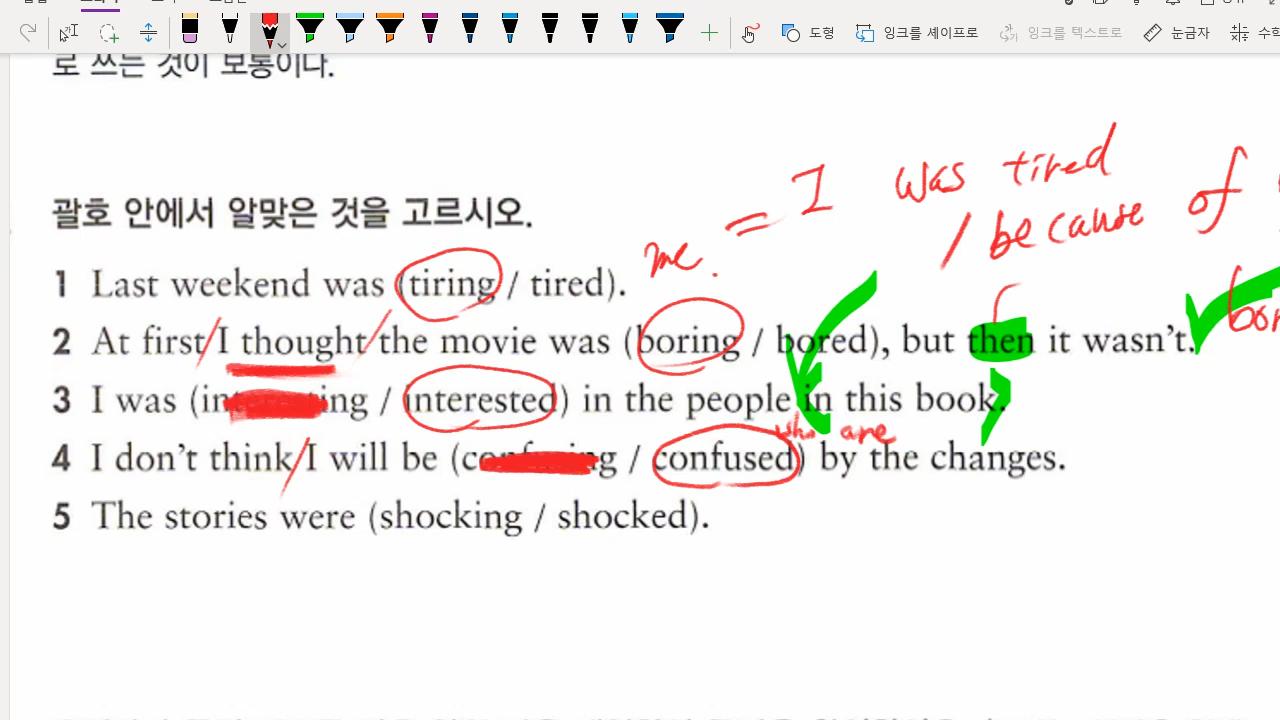 도형 잉크를 셰이프로 잉크를 텍스트로 눈금자
로 쓰는 것이 보통이다.
괄호 안에서 알맞은 것을 고르시오.
= I was tired
/ because of
me.
1 Last weekend was (tiring / tired).
2 At first/I thought/the movie was (boring / bored), but then it wasn't.
3 I was (in ing / interested) in the people in this book.
who are
4 I don't think/I will be (c g / confused) by the changes.
5 The stories were (shocking / shocked).